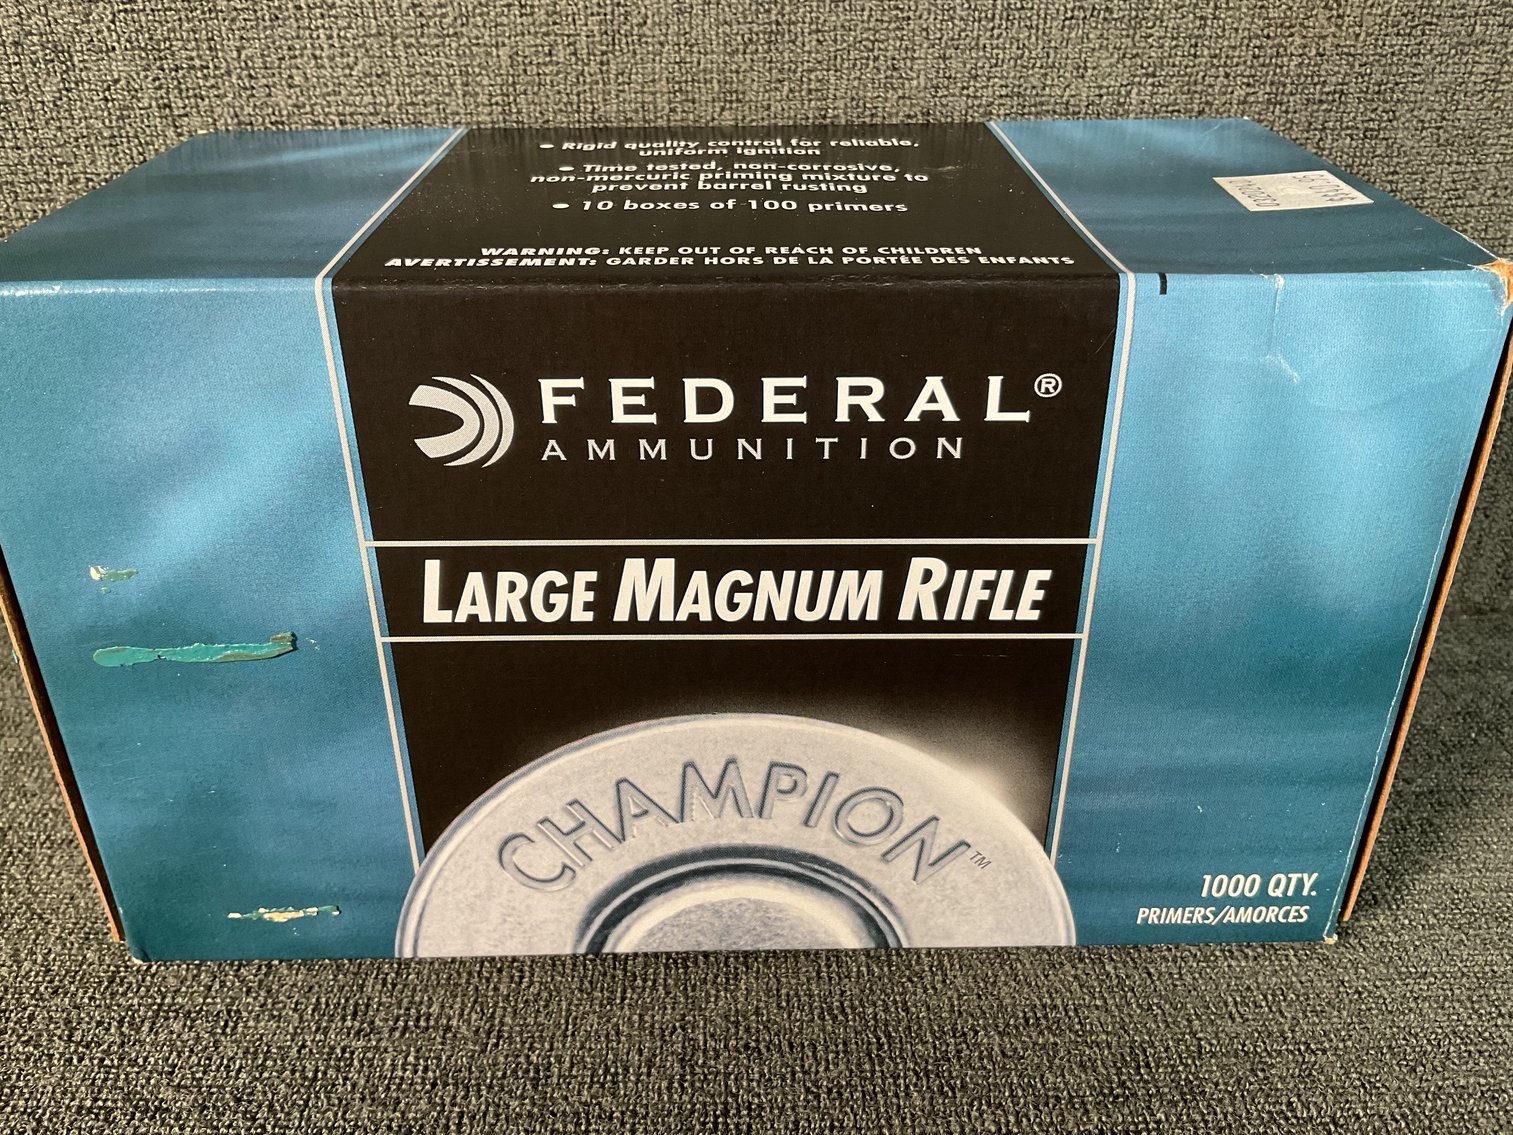 • Rigid quality control for reliable,
uniform ignition
• Time tested, non-corrosive,
non-mercuric priming mixture to
prevent barrel rusting
• 10 boxes of 100 primers
WARNING: KEEP OUT OF REACH OF CHILDREN
AVERTISSEMENT: GARDER HORS DE LA PORTÉE DES ENFANTS
FEDERAL®
AMMUNITION
LARGE MAGNUM RIFLE
CHAMPION™
1000 QTY.
PRIMERS/AMORCES